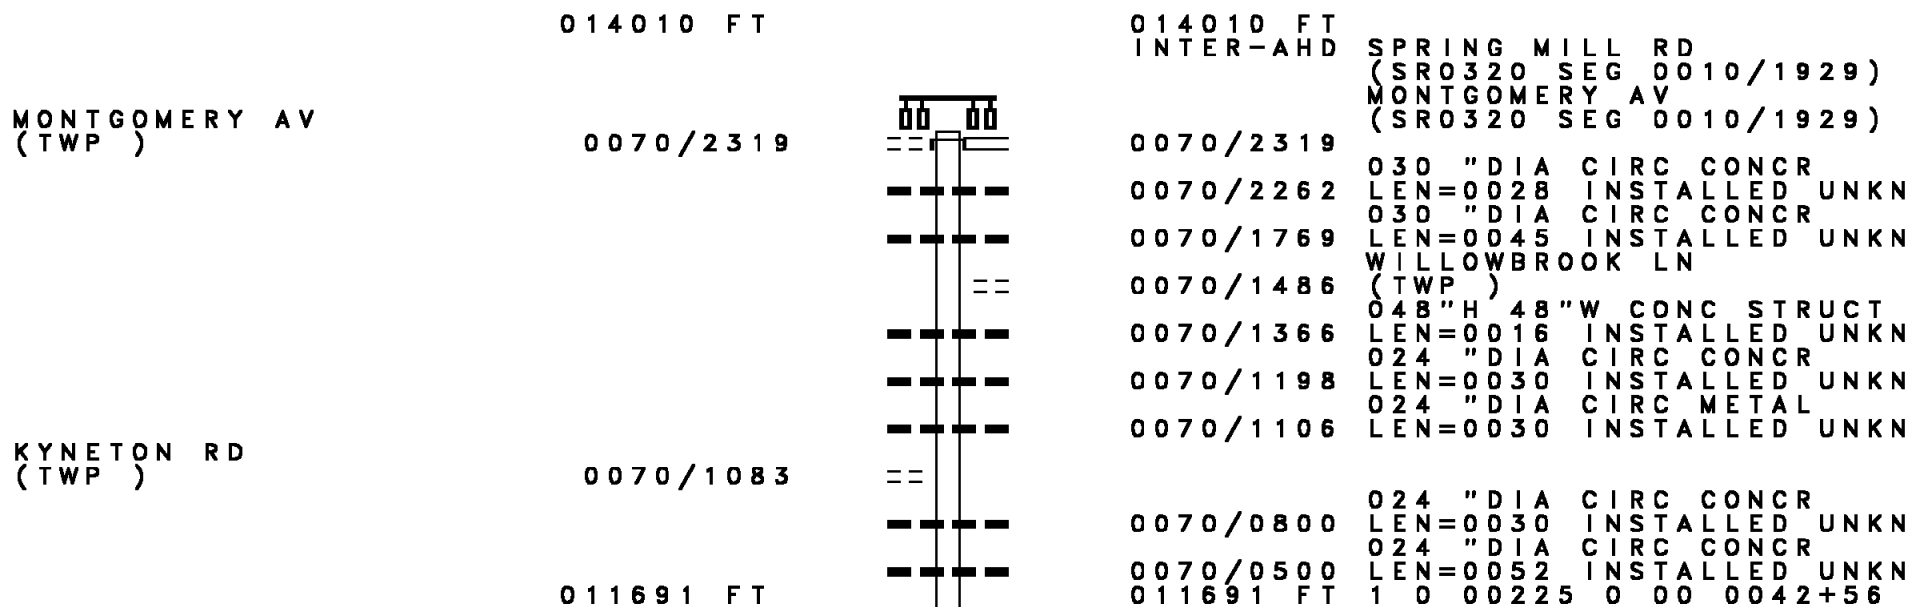 014010 FT 014010 FT
INTER-AHD SPRING MILL RD
(SR0320 SEG 0010/1929)
MONTGOMERY AV
MONTGOMERY AV (SR0320 SEG 0010/1929)
(TWP ) 0070/2319 0070/2319
030 "DIA CIRC CONCR
0070/2262 LEN=0028 INSTALLED UNKN
030 "DIA CIRC CONCR
0070/1769 LEN=0045 INSTALLED UNKN
WILLOWBROOK LN
0070/1486 (TWP )
048"H 48"W CONC STRUCT
0070/1366 LEN=0016 INSTALLED UNKN
024 "DIA CIRC CONCR
0070/1198 LEN=0030 INSTALLED UNKN
024 "DIA CIRC METAL
0070/1106 LEN=0030 INSTALLED UNKN
KYNETON RD
(TWP ) 0070/1083
024 "DIA CIRC CONCR
0070/0800 LEN=0030 INSTALLED UNKN
024 "DIA CIRC CONCR
0070/0500 LEN=0052 INSTALLED UNKN
011691 FT 011691 FT 1 0 00225 0 00 0042+56